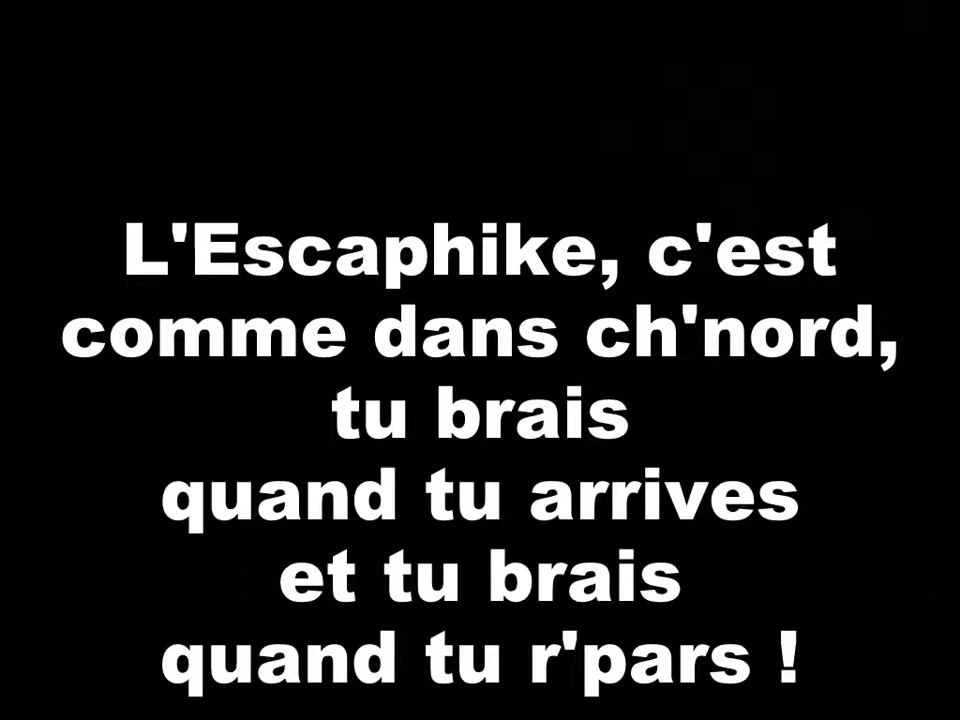 L'Escaphike, c'est
comme dans ch'nord,
tu brais
quand tu arrives
et tu brais
quand tu r'pars !